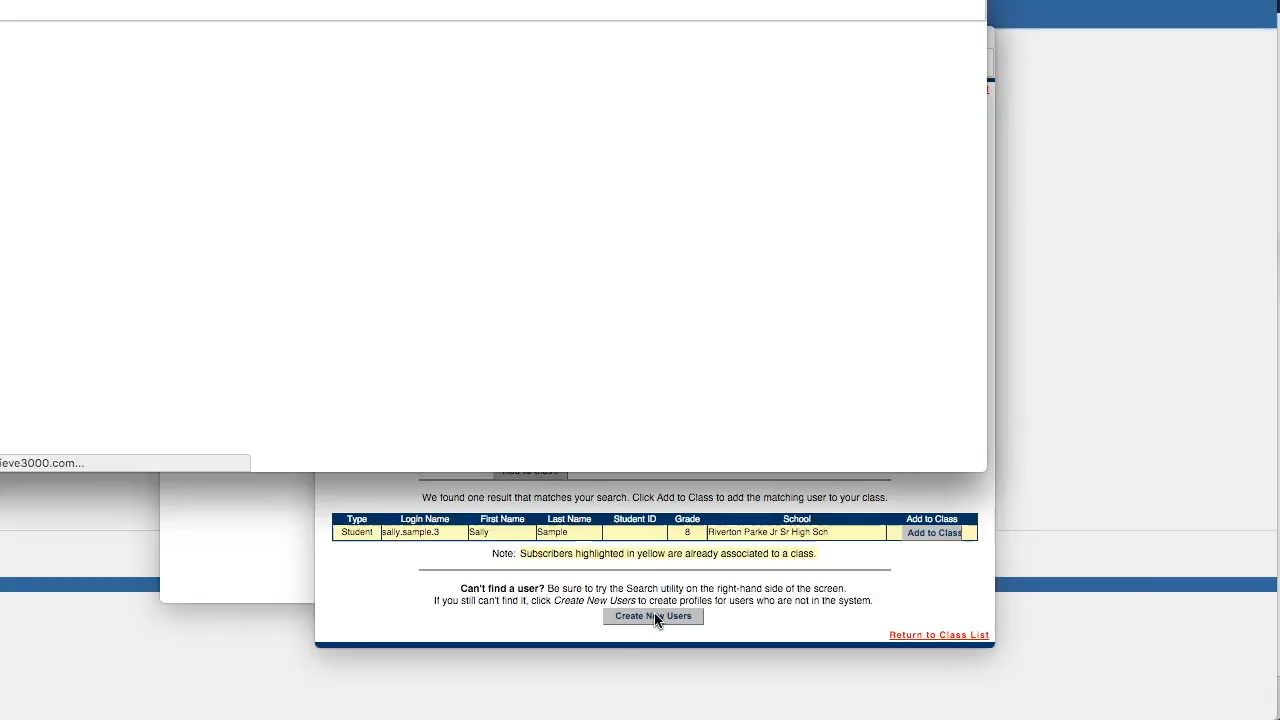 ieve3000.com...
Add to Class
We found one result that matches your search. Click Add to Class to add the matching user to your class.
Type Login Name First Name Last Name Student ID Grade School Add to Class
Student sally.sample.3 Sally Sample 8 Riverton Parke Jr Sr High Sch Add to Class
Note: Subscribers highlighted in yellow are already associated to a class.
Can't find a user? Be sure to try the Search utility on the right-hand side of the screen.
If you still can't find it, click Create New Users to create profiles for users who are not in the system.
Create New Users
Return to Class List